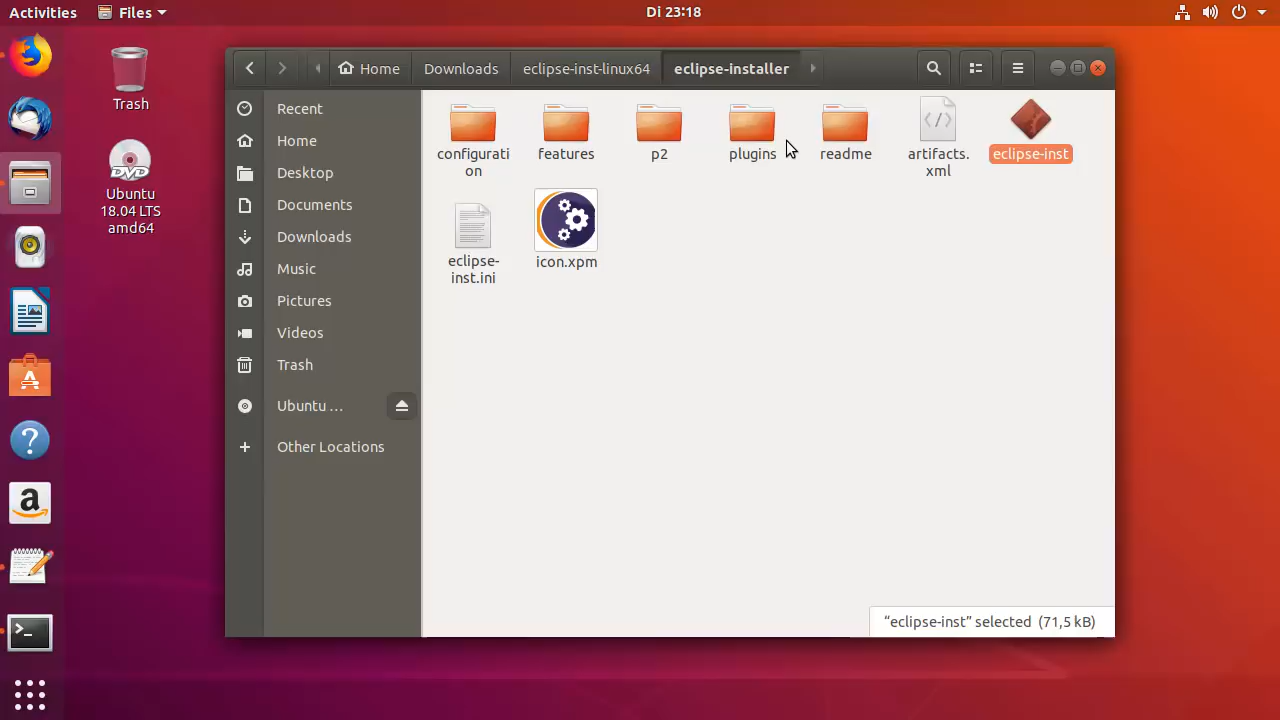 Activities
Files
Di 23:18
Trash
Ubuntu
18.04 LTS
amd64
Home
Downloads
eclipse-inst-linux64
eclipse-installer
Recent
Home
Desktop
Documents
Downloads
Music
Pictures
Videos
Trash
Ubuntu ...
Other Locations
configurati
on
features
p2
plugins
readme
artifacts.
xml
eclipse-inst
eclipse-
inst.ini
icon.xpm
“eclipse-inst” selected (71,5 kB)